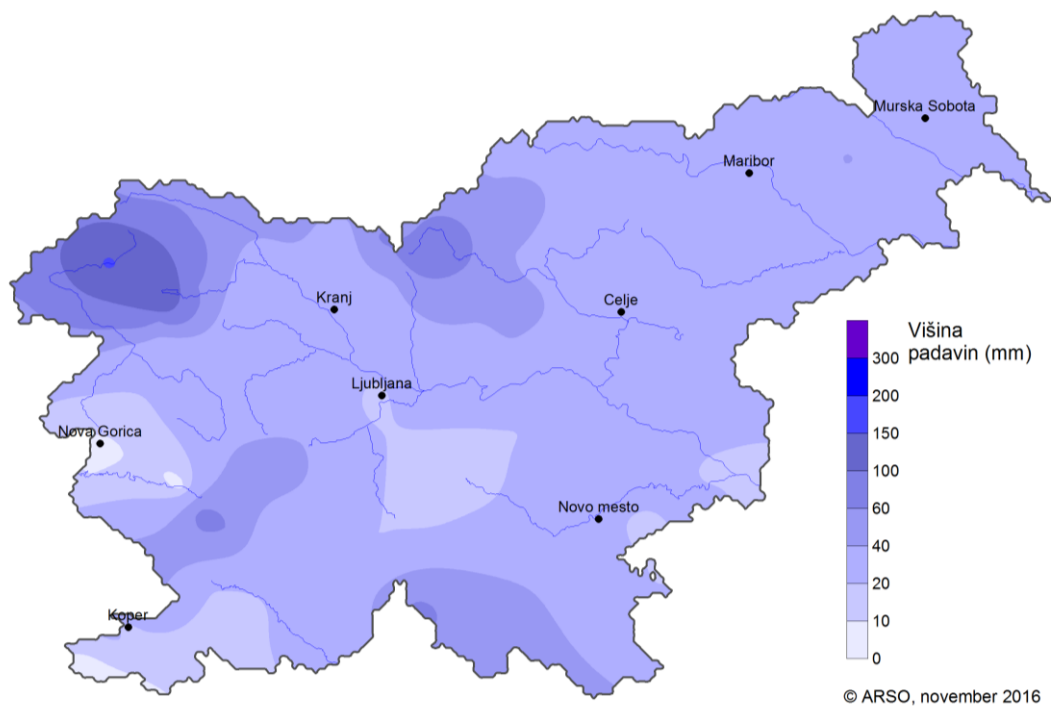 Murska Sobota
Maribor
Kranj
Celje
Ljubljana
Nova Gorica
Novo mesto
Koper
Višina
padavin (mm)
300
200
150
100
60
40
20
10
0
© ARSO, november 2016